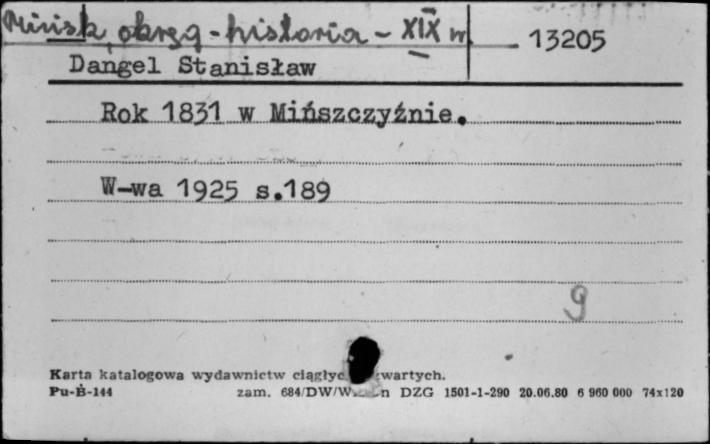 Mińsk, okręg - historia - XIX w. 13205
Dangel Stanisław
Rok 1831 w Mińszczyźnie.
W-wa 1925 s.189
9
Karta katalogowa wydawnictw ciągłyc wartych.
Pu-B-144 zam. 684/DW/W n DZG 1501-1-290 20.06.80 6 960 000 74x120